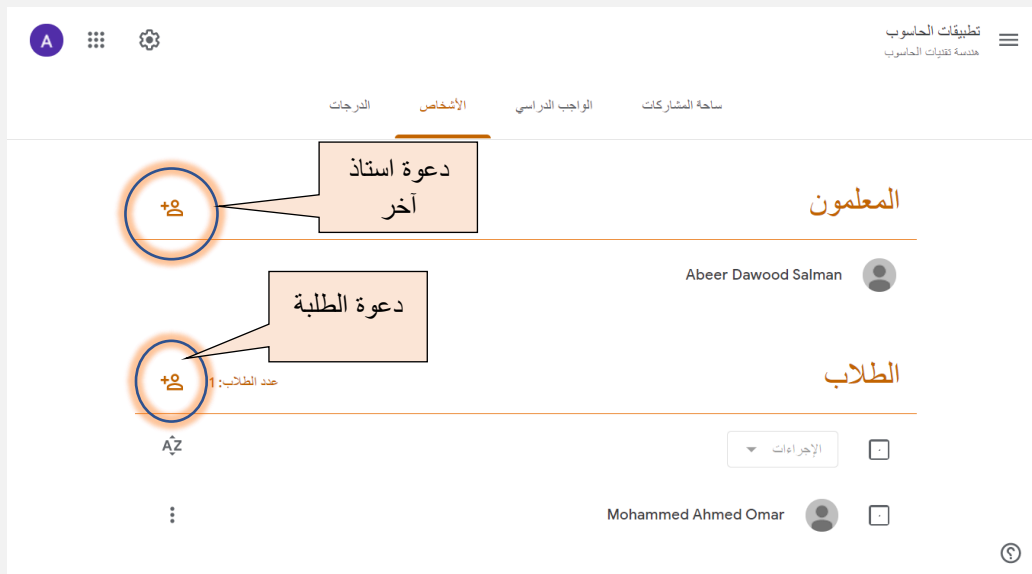 تطبيقات الحاسوب
هندسة تقنيات الحاسوب
A
ساحة المشاركات
الواجب الدراسي
الأشخاص
الدرجات
دعوة استاذ
آخر
المعلمون
Abeer Dawood Salman
دعوة الطلبة
الطلاب
عدد الطلاب: 1
الإجراءات
AZ
Mohammed Ahmed Omar